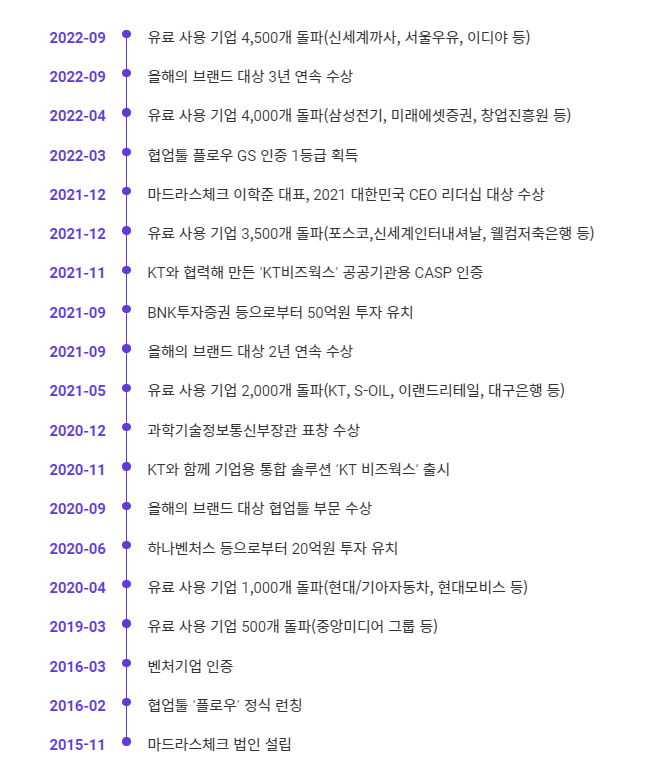 2022-09 유료 사용 기업 4,500개 돌파(신세계까사, 서울우유, 이디야 등)
2022-09 올해의 브랜드 대상 3년 연속 수상
2022-04 유료 사용 기업 4,000개 돌파(삼성전기, 미래에셋증권, 창업진흥원 등)
2022-03 협업툴 플로우 GS 인증 1등급 획득
2021-12 마드라스체크 이학준 대표, 2021 대한민국 CEO 리더십 대상 수상
2021-12 유료 사용 기업 3,500개 돌파(포스코,신세계인터내셔날, 웰컴저축은행 등)
2021-11 KT와 협력해 만든 'KT비즈웍스' 공공기관용 CASP 인증
2021-09 BNK투자증권 등으로부터 50억원 투자 유치
2021-09 올해의 브랜드 대상 2년 연속 수상
2021-05 유료 사용 기업 2,000개 돌파(KT, S-OIL, 이랜드리테일, 대구은행 등)
2020-12 과학기술정보통신부장관 표창 수상
2020-11 KT와 함께 기업용 통합 솔루션 'KT 비즈웍스' 출시
2020-09 올해의 브랜드 대상 협업툴 부문 수상
2020-06 하나벤처스 등으로부터 20억원 투자 유치
2020-04 유료 사용 기업 1,000개 돌파(현대/기아자동차, 현대모비스 등)
2019-03 유료 사용 기업 500개 돌파(중앙미디어 그룹 등)
2016-03 벤처기업 인증
2016-02 협업툴 '플로우' 정식 런칭
2015-11 마드라스체크 법인 설립